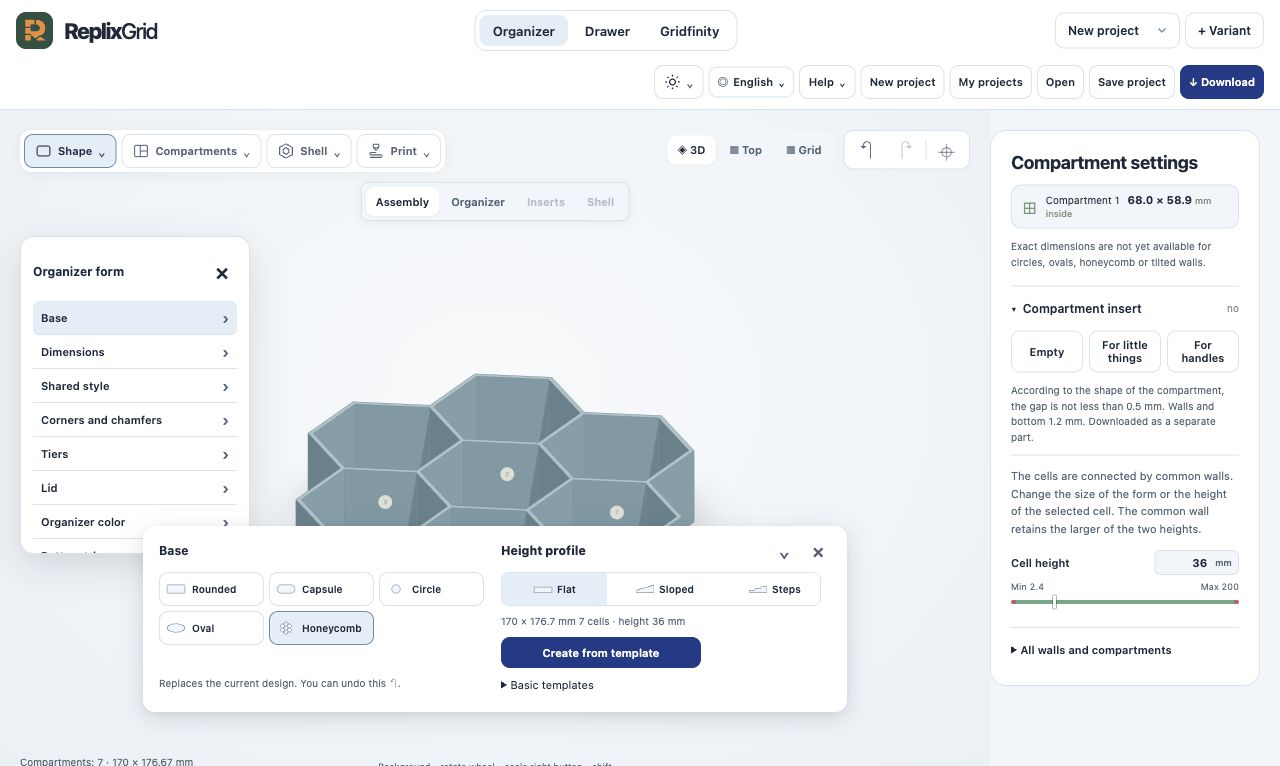 ReplixGrid
Organizer
Drawer
Gridfinity
New project
+ Variant
English
Help
New project
My projects
Open
Save project
↓ Download
Shape
Compartments
Shell
Print
3D
Top
Grid
Assembly
Organizer
Inserts
Shell
Organizer form
Base
Dimensions
Shared style
Corners and chamfers
Tiers
Lid
Organizer color
2
3
7
Base
Rounded
Capsule
Circle
Oval
Honeycomb
Replaces the current design. You can undo this ↰.
Height profile
Flat
Sloped
Steps
170 × 176.7 mm 7 cells · height 36 mm
Create from template
Basic templates
Compartments: 7 · 170 × 176.67 mm
Compartment settings
Compartment 1 68.0 × 58.9 mm
inside
Exact dimensions are not yet available for
circles, ovals, honeycomb or tilted walls.
Compartment insert no
Empty
For little
things
For
handles
According to the shape of the compartment,
the gap is not less than 0.5 mm. Walls and
bottom 1.2 mm. Downloaded as a separate
part.
The cells are connected by common walls.
Change the size of the form or the height
of the selected cell. The common wall
retains the larger of the two heights.
Cell height 36 mm
Min 2.4 Max 200
All walls and compartments